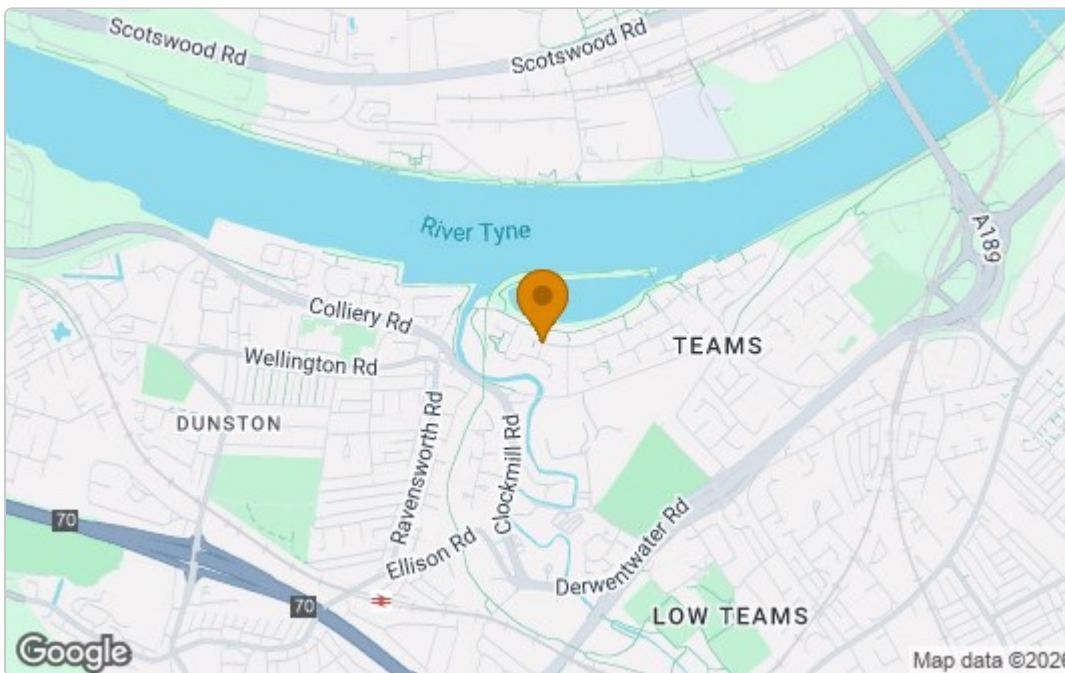 Scotswood Rd
Scotswood Rd
River Tyne
A189
Colliery Rd
TEAMS
Wellington Rd
DUNSTON
Ravensworth Rd
Clockmill Rd
70
Ellison Rd
Derwentwater Rd
70
LOW TEAMS
Google
Map data ©2026